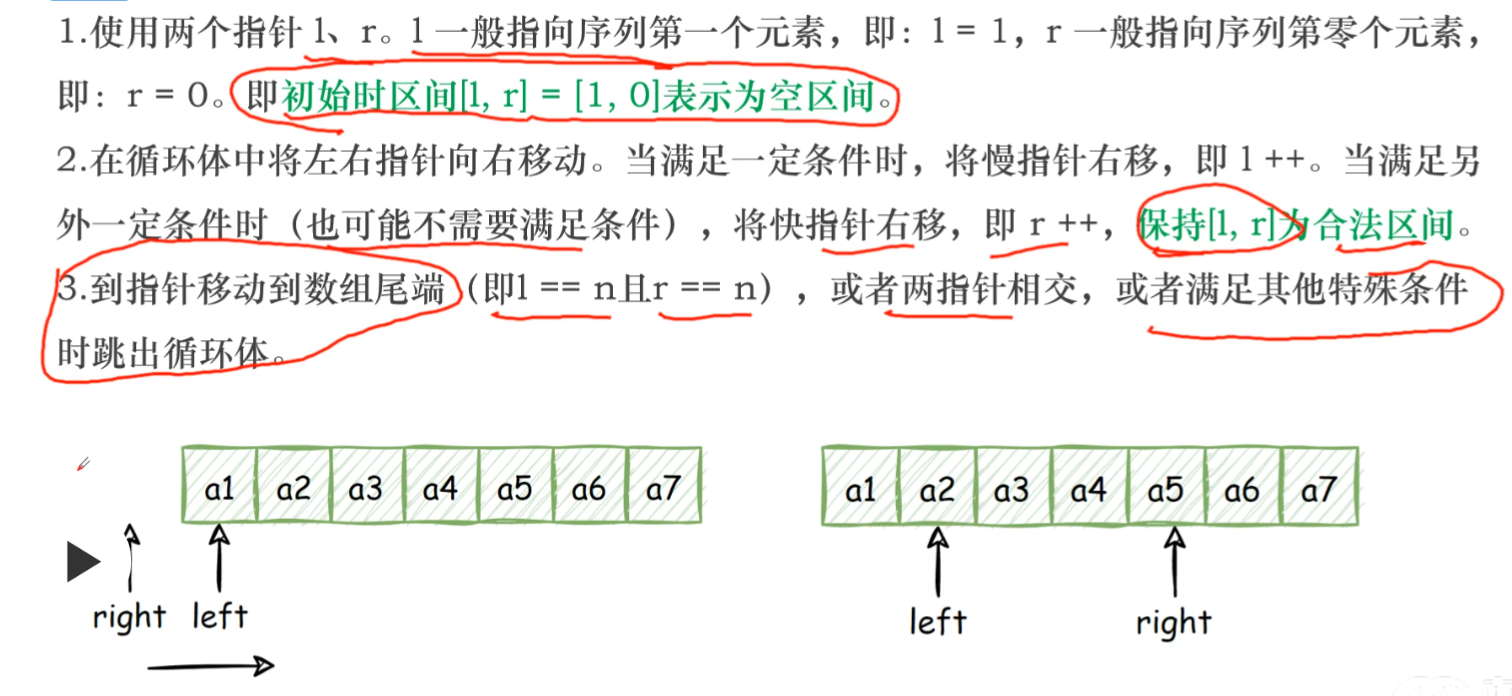 1.使用两个指针 l、r。l 一般指向序列第一个元素，即：l = 1，r 一般指向序列第零个元素，
即：r = 0。即初始时区间[l, r] = [1, 0]表示为空区间。
2.在循环体中将左右指针向右移动。当满足一定条件时，将慢指针右移，即 l ++。当满足另
外一定条件时（也可能不需要满足条件），将快指针右移，即 r ++，保持[l, r]为合法区间。
3.到指针移动到数组尾端（即l == n且r == n），或者两指针相交，或者满足其他特殊条件
时跳出循环体。
a1 a2 a3 a4 a5 a6 a7
a1 a2 a3 a4 a5 a6 a7
right left
left right